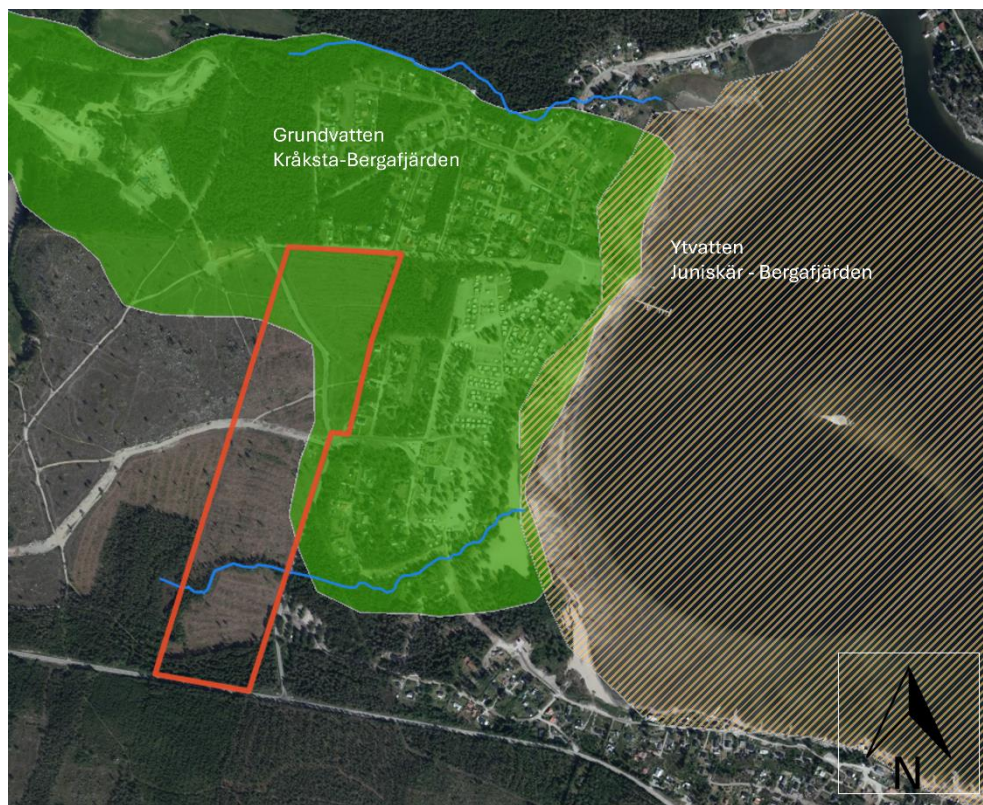 Grundvatten
Kråksta-Bergafjärden
Ytvatten
Juniskär - Bergafjärden
N